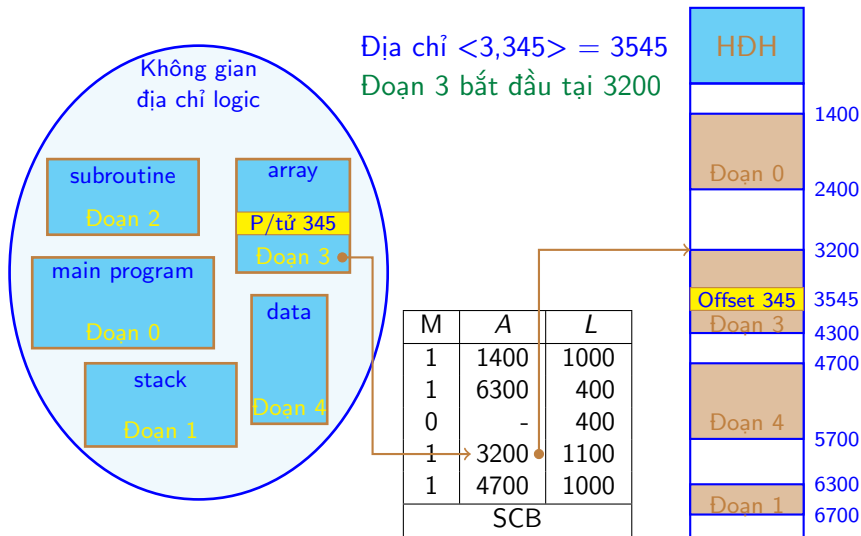 Địa chỉ <3,345> = 3545
Đoạn 3 bắt đầu tại 3200
Không gian
địa chỉ logic
subroutine
Đoạn 2
array
P/tử 345
Đoạn 3
main program
Đoạn 0
data
Đoạn 4
stack
Đoạn 1
M A L
1 1400 1000
1 6300 400
0 - 400
1 3200 1100
1 4700 1000
SCB
HĐH
1400
Đoạn 0
2400
3200
Offset 345 3545
Đoạn 3
4300
4700
Đoạn 4
5700
6300
Đoạn 1
6700